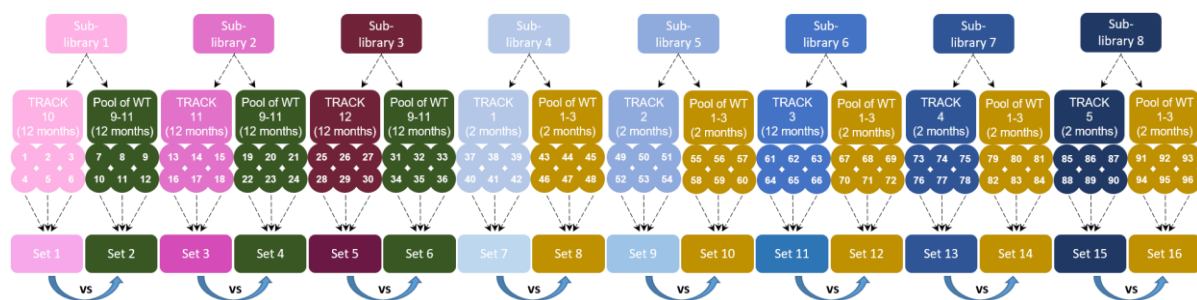 Sub-
library 1
Sub-
library 2
Sub-
library 3
Sub-
library 4
Sub-
library 5
Sub-
library 6
Sub-
library 7
Sub-
library 8
TRACK
10
(12 months)
Pool of WT
9-11
(12 months)
TRACK
11
(12 months)
Pool of WT
9-11
(12 months)
TRACK
12
(12 months)
Pool of WT
9-11
(12 months)
TRACK
1
(2 months)
Pool of WT
1-3
(2 months)
TRACK
2
(2 months)
Pool of WT
1-3
(2 months)
TRACK
3
(12 months)
Pool of WT
1-3
(2 months)
TRACK
4
(2 months)
Pool of WT
1-3
(2 months)
TRACK
5
(2 months)
Pool of WT
1-3
(2 months)
1 2 3 7 8 9 13 14 15 19 20 21 25 26 27 31 32 33 37 38 39 43 44 45 49 50 51 55 56 57 61 62 63 67 68 69 73 74 75 79 80 81 85 86 87 91 92 93
4 5 6 10 11 12 16 17 18 22 23 24 28 29 30 34 35 36 40 41 42 46 47 48 52 53 54 58 59 60 64 65 66 70 71 72 76 77 78 82 83 84 88 89 90 94 95 96
Set 1 Set 2 Set 3 Set 4 Set 5 Set 6 Set 7 Set 8 Set 9 Set 10 Set 11 Set 12 Set 13 Set 14 Set 15 Set 16
vs vs vs vs vs vs vs vs